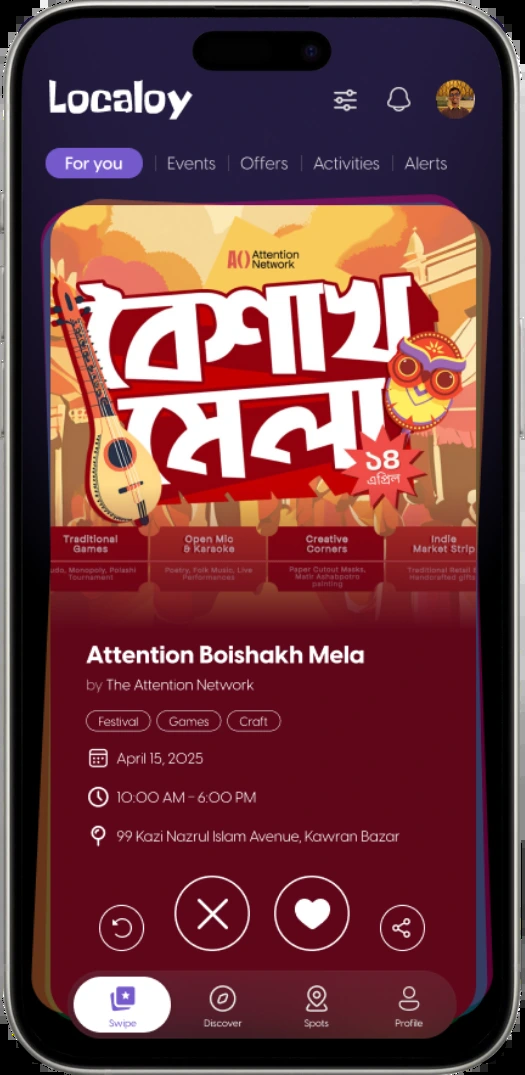 Localoy
For you
Events
Offers
Activities
Alerts
AO Attention
Network
বৈশাখ
মেলা
১৪
এপ্রিল
Traditional
Games
Open Mic
& Karaoke
Creative
Corners
Indie
Market Strip
udo, Monopoly, Polashi
Tournament
Poetry, Folk Music, Live
Performances
Paper Cutout Masks,
Matir Ashabpotro
painting
Traditional Retail &
Handcrafted gifts
Attention Boishakh Mela
by The Attention Network
Festival
Games
Craft
April 15, 2025
10:00 AM - 6:00 PM
99 Kazi Nazrul Islam Avenue, Kawran Bazar
Swipe
Discover
Spots
Profile